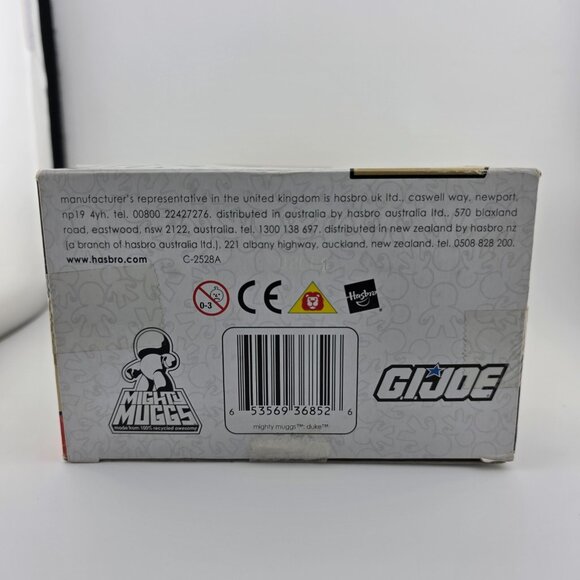 manufacturer's representative in the united kingdom is hasbro uk ltd., caswell way, newport,
np19 4yh. tel. 00800 22427276. distributed in australia by hasbro australia ltd., 570 blaxland
road, eastwood, nsw 2122, australia. tel. 1300 138 697. distributed in new zealand by hasbro nz
(a branch of hasbro australia ltd.), 221 albany highway, auckland, new zealand. tel. 0508 828 200.
www.hasbro.com C-2528A
0-3 CE Hasbro
MIGHTY
MUGGS
made from 100% recycled awesome!
6 53569 36852 6
mighty muggs™: duke™
GIJOE